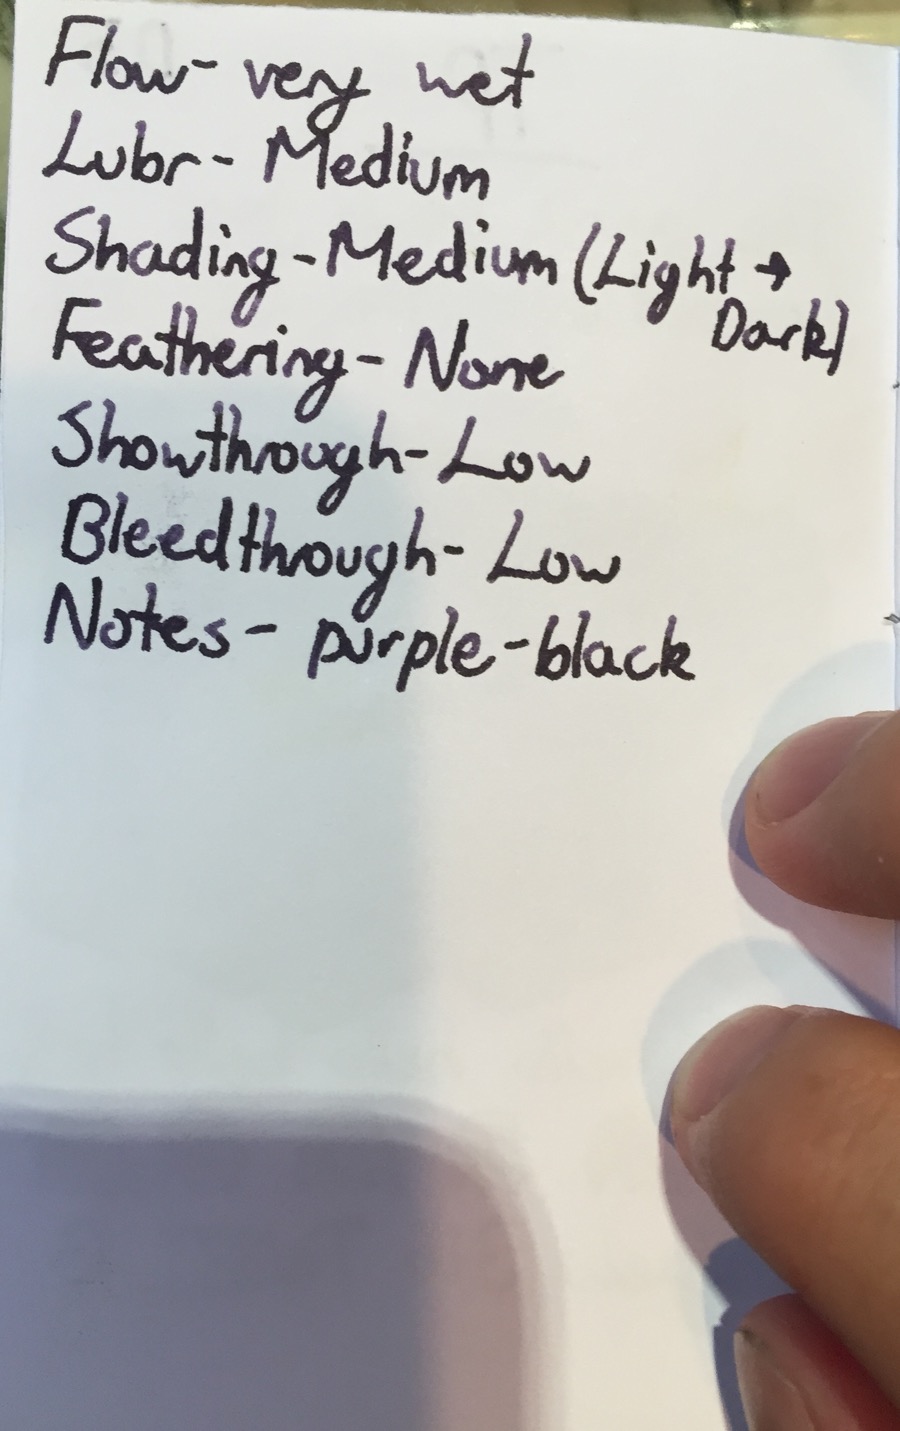 Flow- very wet
Lubr- Medium
Shading-Medium (Light →
Dark)
Feathering- None
Showthrough- Low
Bleedthrough- Low
Notes- purple-black